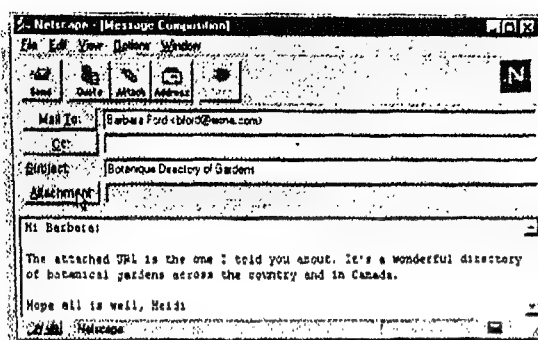 Netscape - [Message Composition]
File Edit View Options Window
Send Quote Attach Address
N
Mail To: Barbara Ford <bford@acme.com>
Cc:
Subject: Botanique Directory of Gardens
Attachment
Hi Barbara:
The attached URL is the one I told you about. It's a wonderful directory
of botanical gardens across the country and in Canada.
Hope all is well, Heidi
Netscape